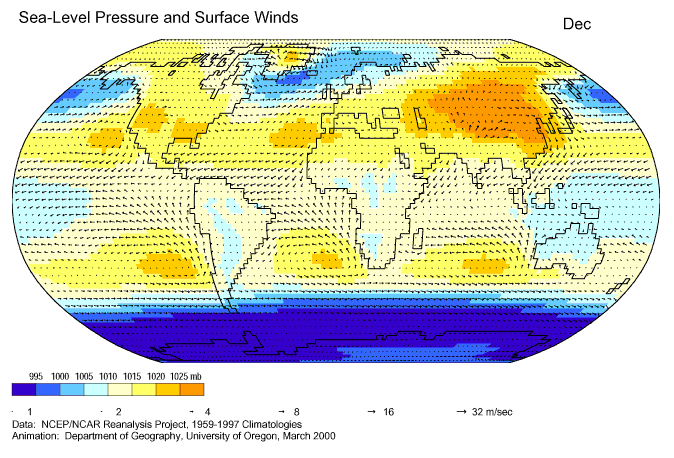 Sea-Level Pressure and Surface Winds
Dec
995 1000 1005 1010 1015 1020 1025 mb
1 2 4 8 16 32 m/sec
Data: NCEP/NCAR Reanalysis Project, 1959-1997 Climatologies
Animation: Department of Geography, University of Oregon, March 2000